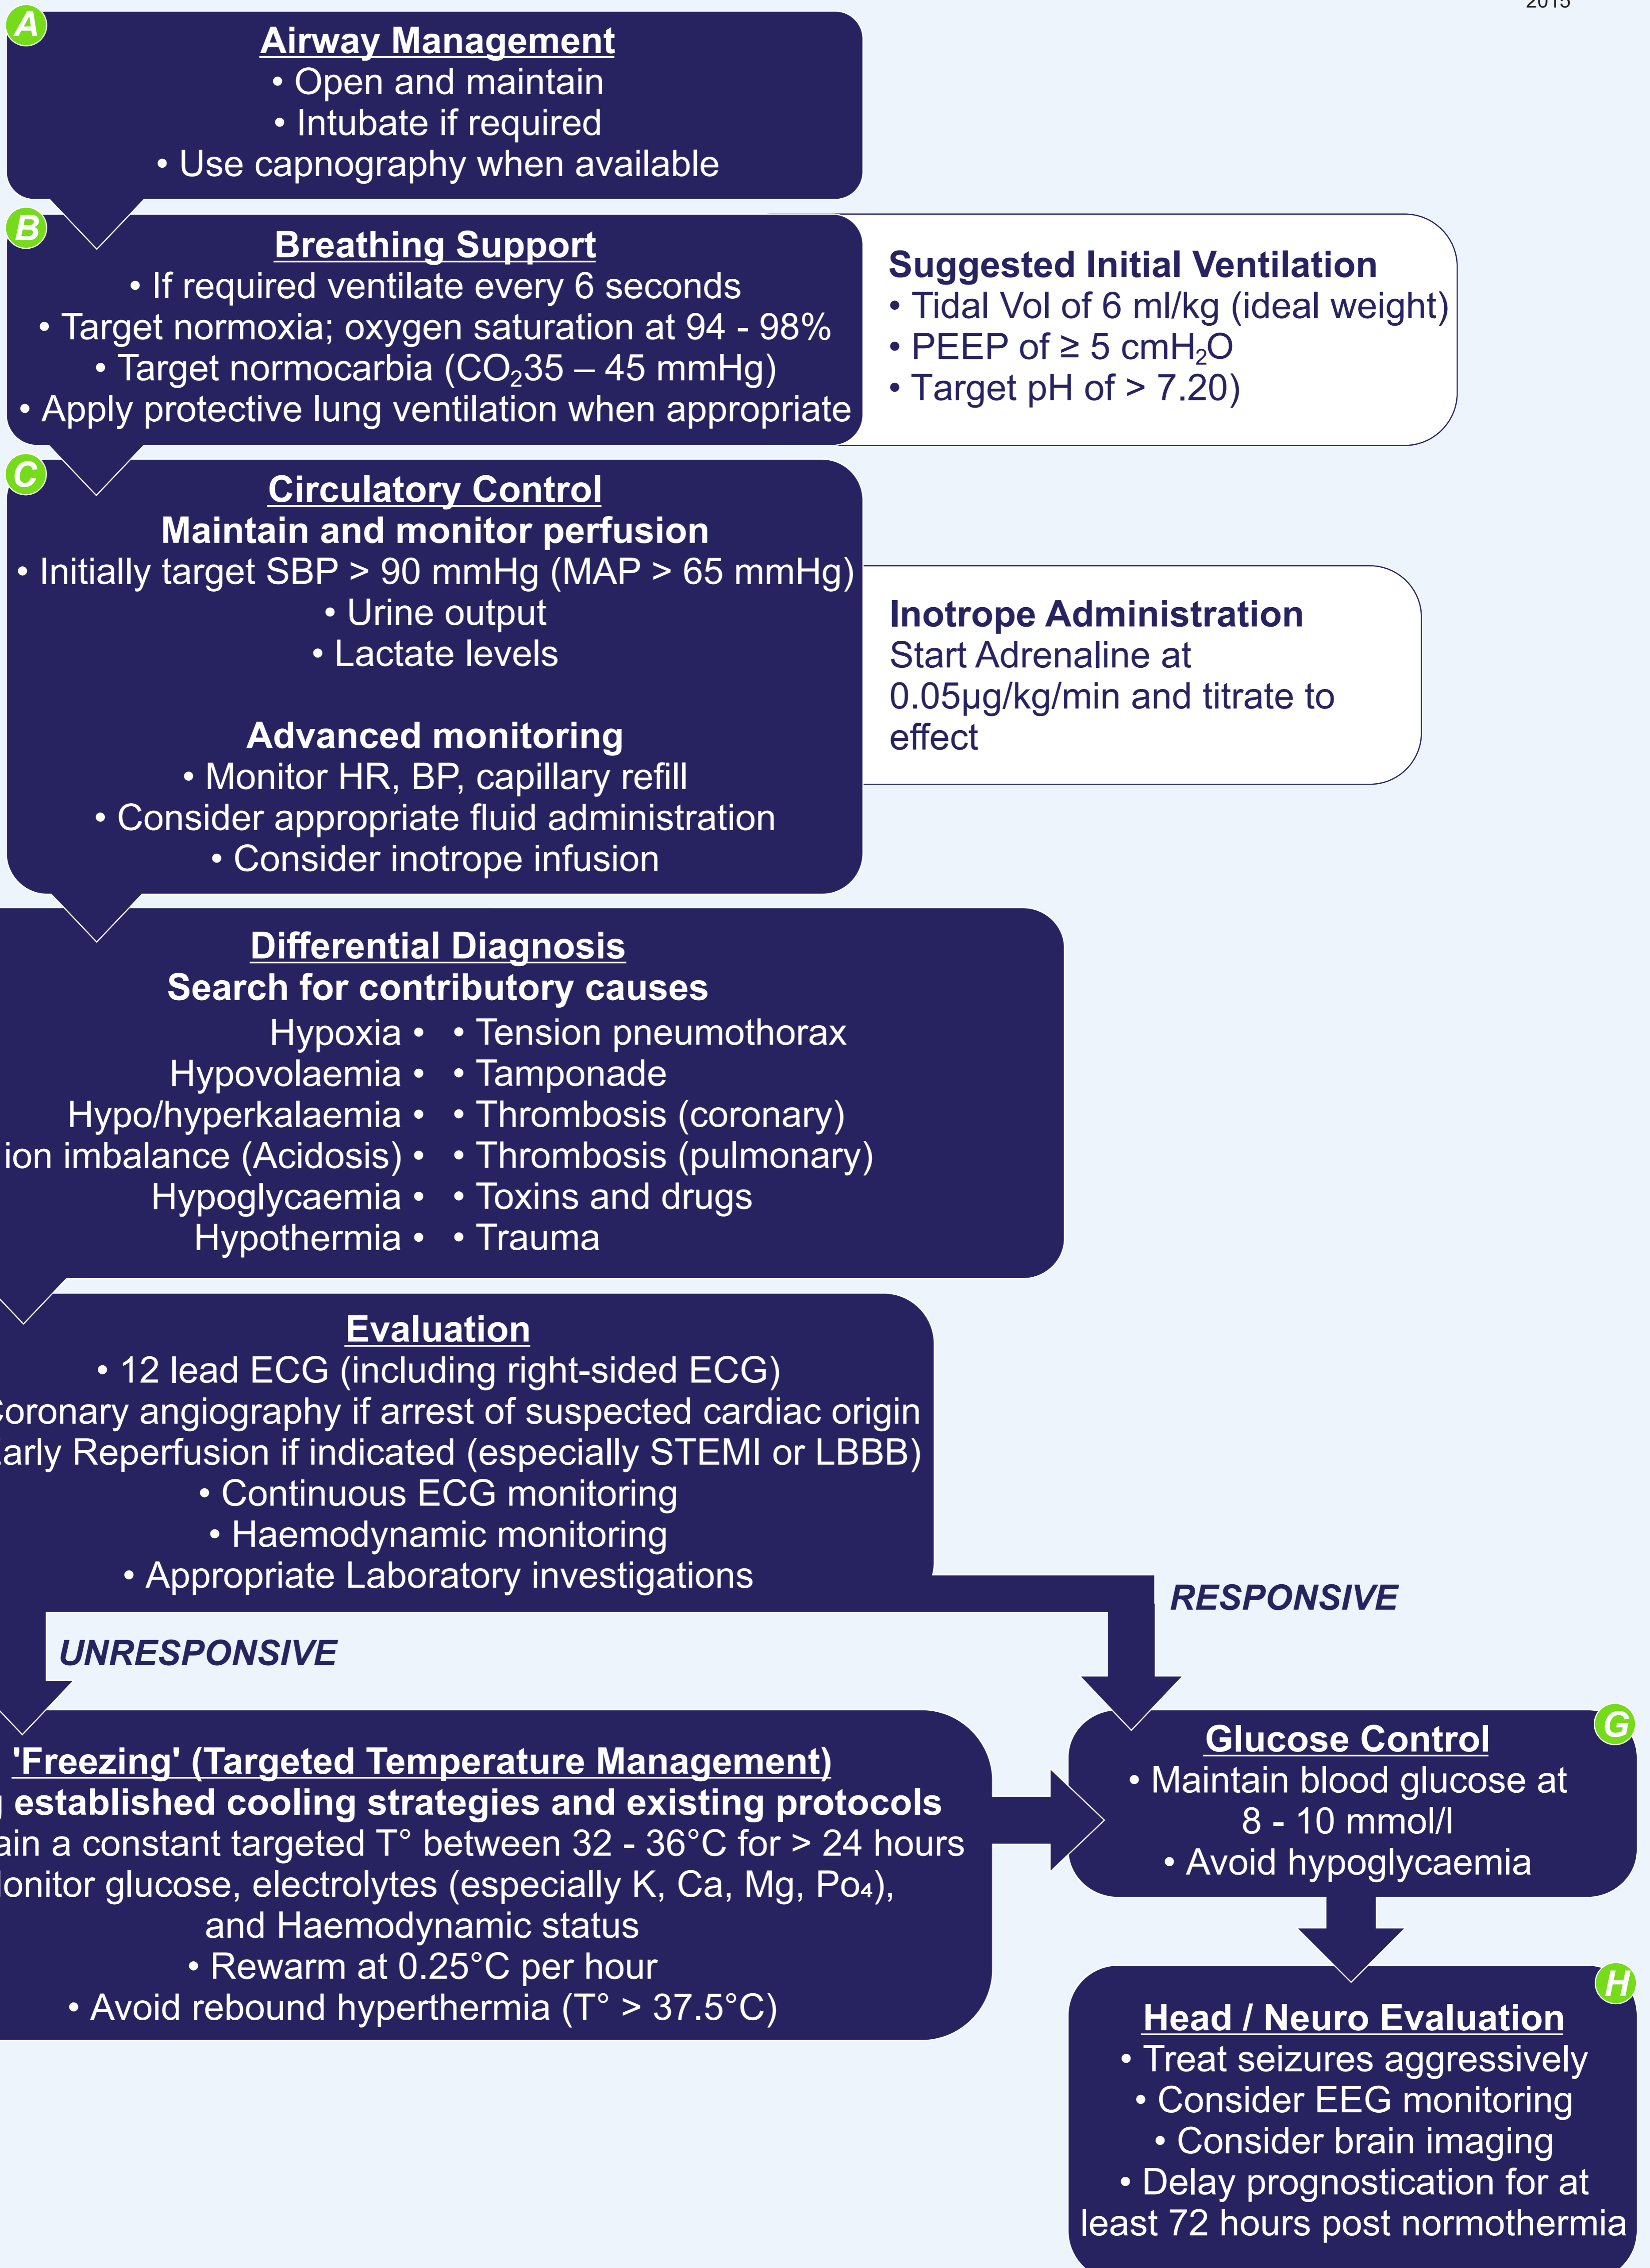 2015
A
Airway Management
• Open and maintain
• Intubate if required
• Use capnography when available
B
Breathing Support
• If required ventilate every 6 seconds
• Target normoxia; oxygen saturation at 94 - 98%
• Target normocarbia (CO₂35 – 45 mmHg)
• Apply protective lung ventilation when appropriate
Suggested Initial Ventilation
• Tidal Vol of 6 ml/kg (ideal weight)
• PEEP of ≥ 5 cmH₂O
• Target pH of > 7.20)
C
Circulatory Control
Maintain and monitor perfusion
• Initially target SBP > 90 mmHg (MAP > 65 mmHg)
• Urine output
• Lactate levels
Advanced monitoring
• Monitor HR, BP, capillary refill
• Consider appropriate fluid administration
• Consider inotrope infusion
Inotrope Administration
Start Adrenaline at
0.05µg/kg/min and titrate to
effect
Differential Diagnosis
Search for contributory causes
Hypoxia • • Tension pneumothorax
Hypovolaemia • • Tamponade
Hypo/hyperkalaemia • • Thrombosis (coronary)
ion imbalance (Acidosis) • • Thrombosis (pulmonary)
Hypoglycaemia • • Toxins and drugs
Hypothermia • • Trauma
Evaluation
• 12 lead ECG (including right-sided ECG)
Coronary angiography if arrest of suspected cardiac origin
arly Reperfusion if indicated (especially STEMI or LBBB)
• Continuous ECG monitoring
• Haemodynamic monitoring
• Appropriate Laboratory investigations
RESPONSIVE
UNRESPONSIVE
'Freezing' (Targeted Temperature Management)
established cooling strategies and existing protocols
ain a constant targeted T° between 32 - 36°C for > 24 hours
onitor glucose, electrolytes (especially K, Ca, Mg, Po₄),
and Haemodynamic status
• Rewarm at 0.25°C per hour
• Avoid rebound hyperthermia (T° > 37.5°C)
G
Glucose Control
• Maintain blood glucose at
8 - 10 mmol/l
• Avoid hypoglycaemia
H
Head / Neuro Evaluation
• Treat seizures aggressively
• Consider EEG monitoring
• Consider brain imaging
• Delay prognostication for at
least 72 hours post normothermia